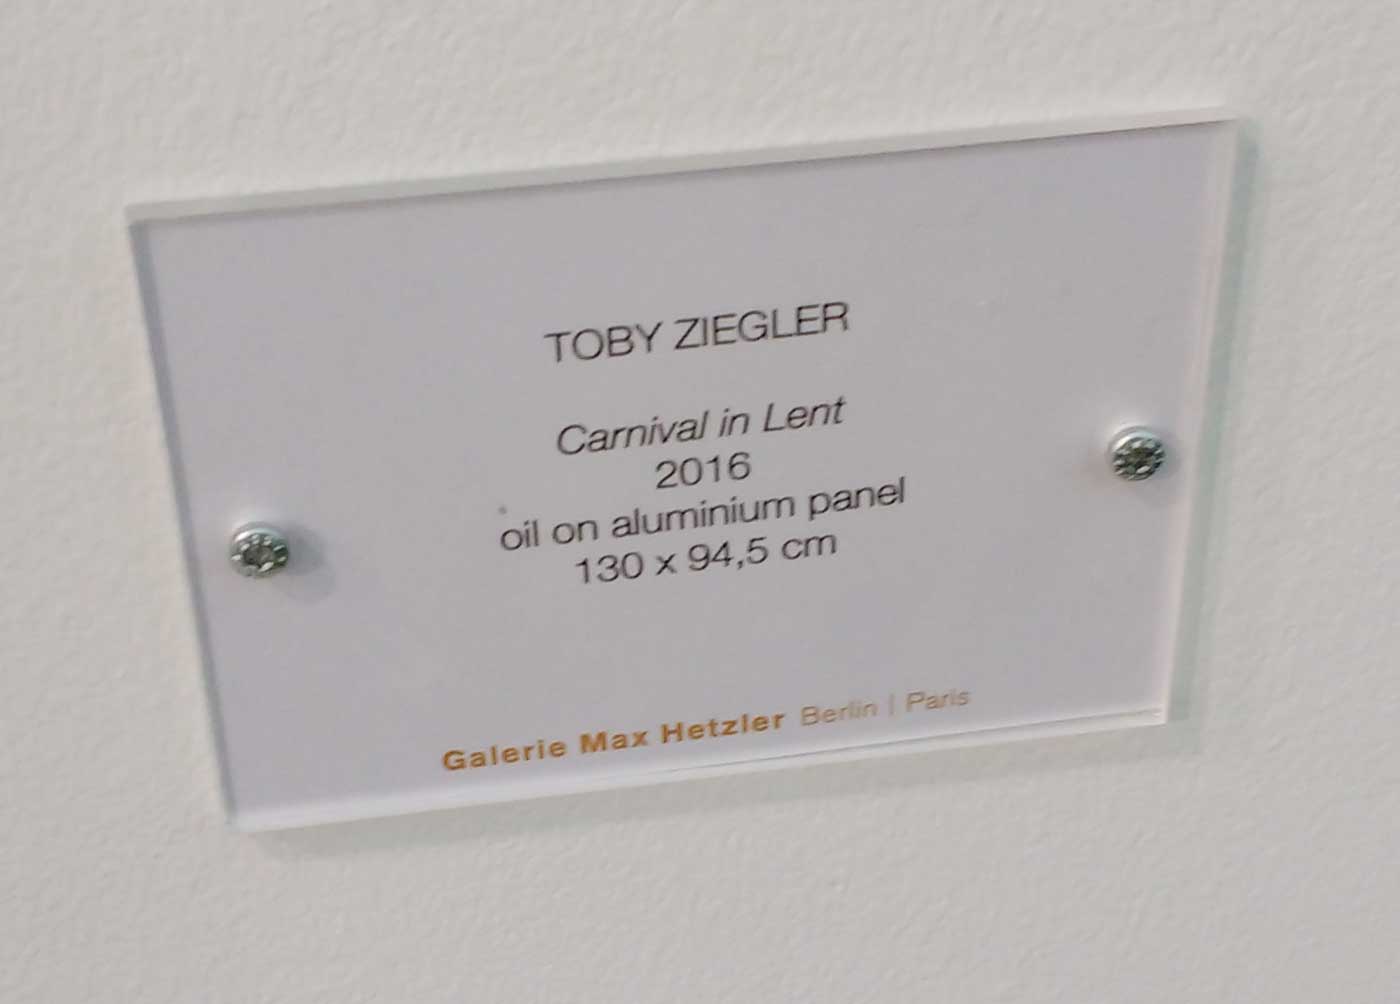 TOBY ZIEGLER
Carnival in Lent
2016
oil on aluminium panel
130 x 94,5 cm
Galerie Max Hetzler Berlin | Paris